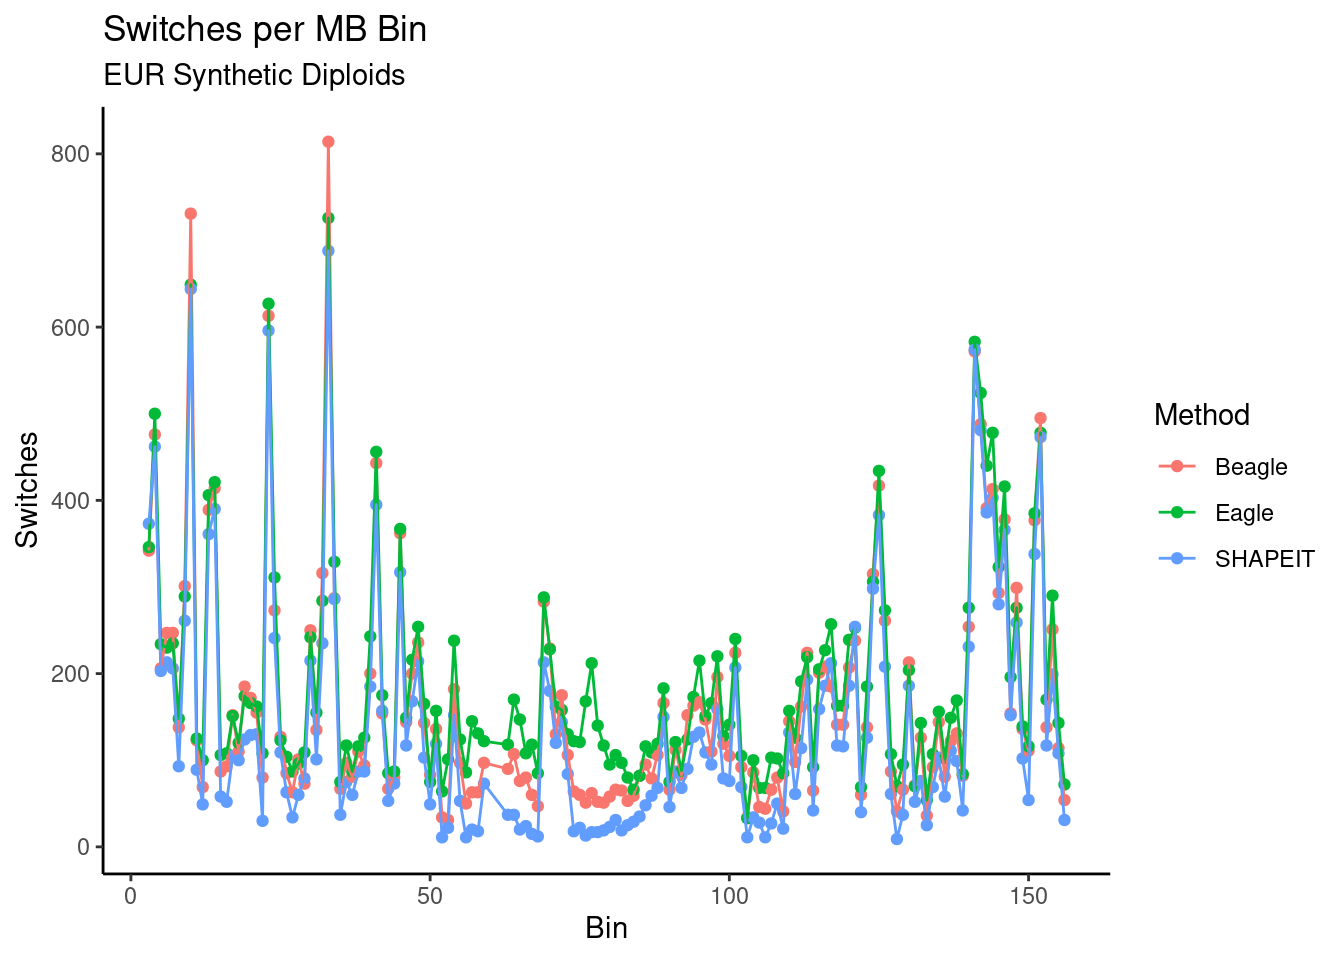 Switches per MB Bin
EUR Synthetic Diploids
800
600
400
200
0
Switches
0 50 100 150
Bin
Method
Beagle
Eagle
SHAPEIT